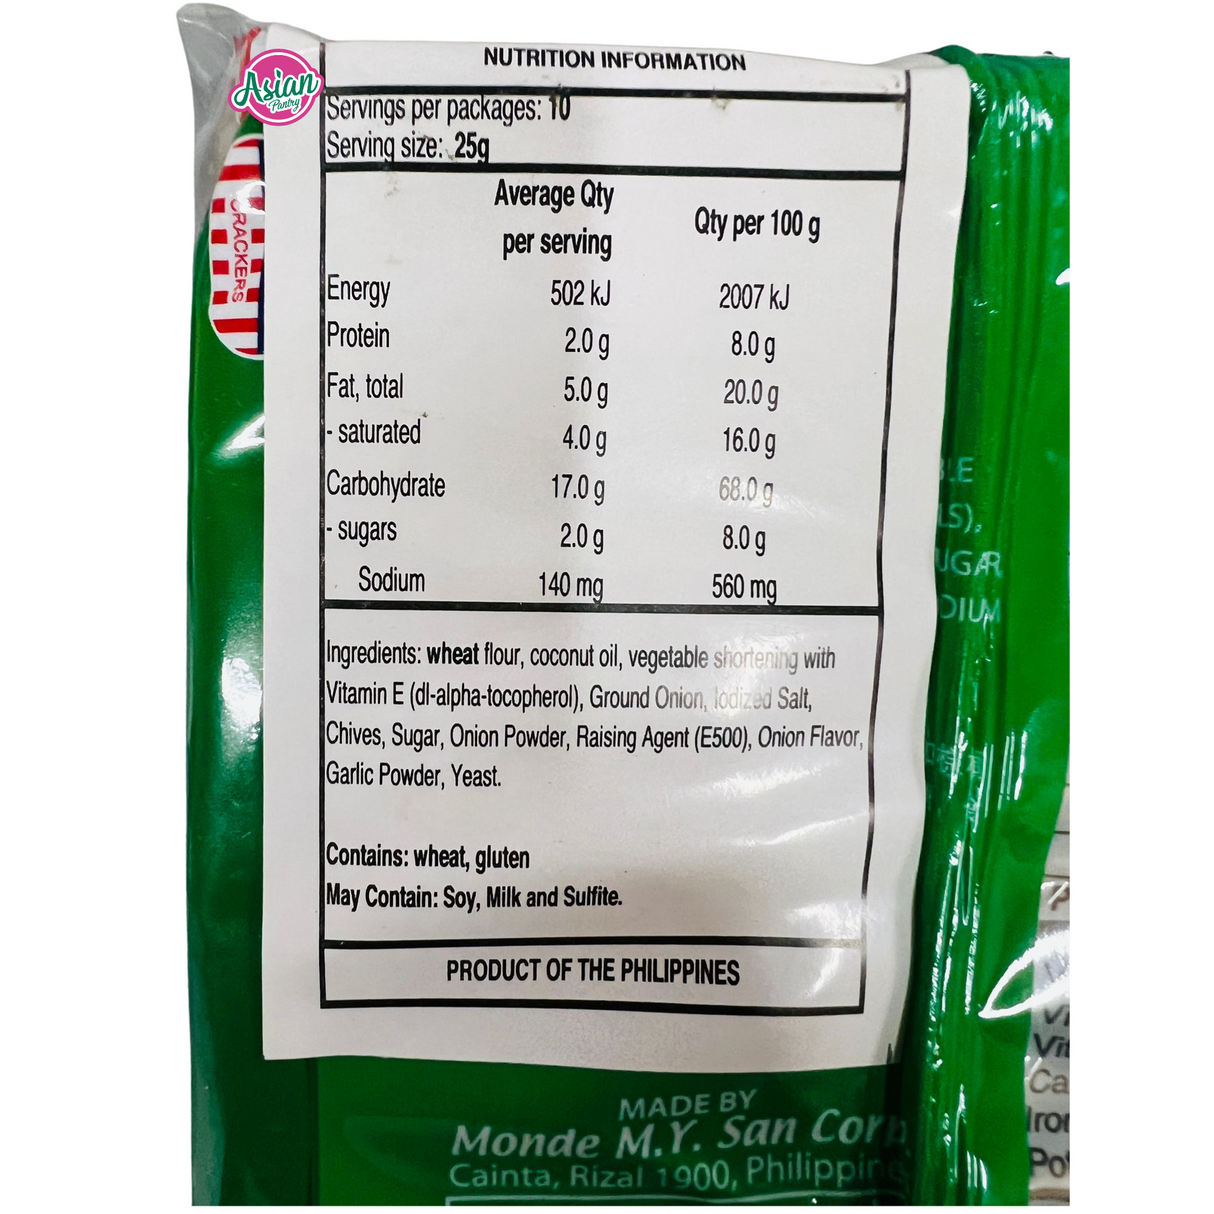 Asian
Pantry
CRACKERS
NUTRITION INFORMATION
Servings per packages: 10
Serving size: 25g
Average Qty per serving Qty per 100 g
Energy 502 kJ 2007 kJ
Protein 2.0 g 8.0 g
Fat, total 5.0 g 20.0 g
- saturated 4.0 g 16.0 g
Carbohydrate 17.0 g 68.0 g
- sugars 2.0 g 8.0 g
Sodium 140 mg 560 mg
Ingredients: wheat flour, coconut oil, vegetable shortening with
Vitamin E (dl-alpha-tocopherol), Ground Onion, Iodized Salt,
Chives, Sugar, Onion Powder, Raising Agent (E500), Onion Flavor,
Garlic Powder, Yeast.
Contains: wheat, gluten
May Contain: Soy, Milk and Sulfite.
PRODUCT OF THE PHILIPPINES
MADE BY
Monde M.Y. San Corp
Cainta, Rizal 1900, Philippine